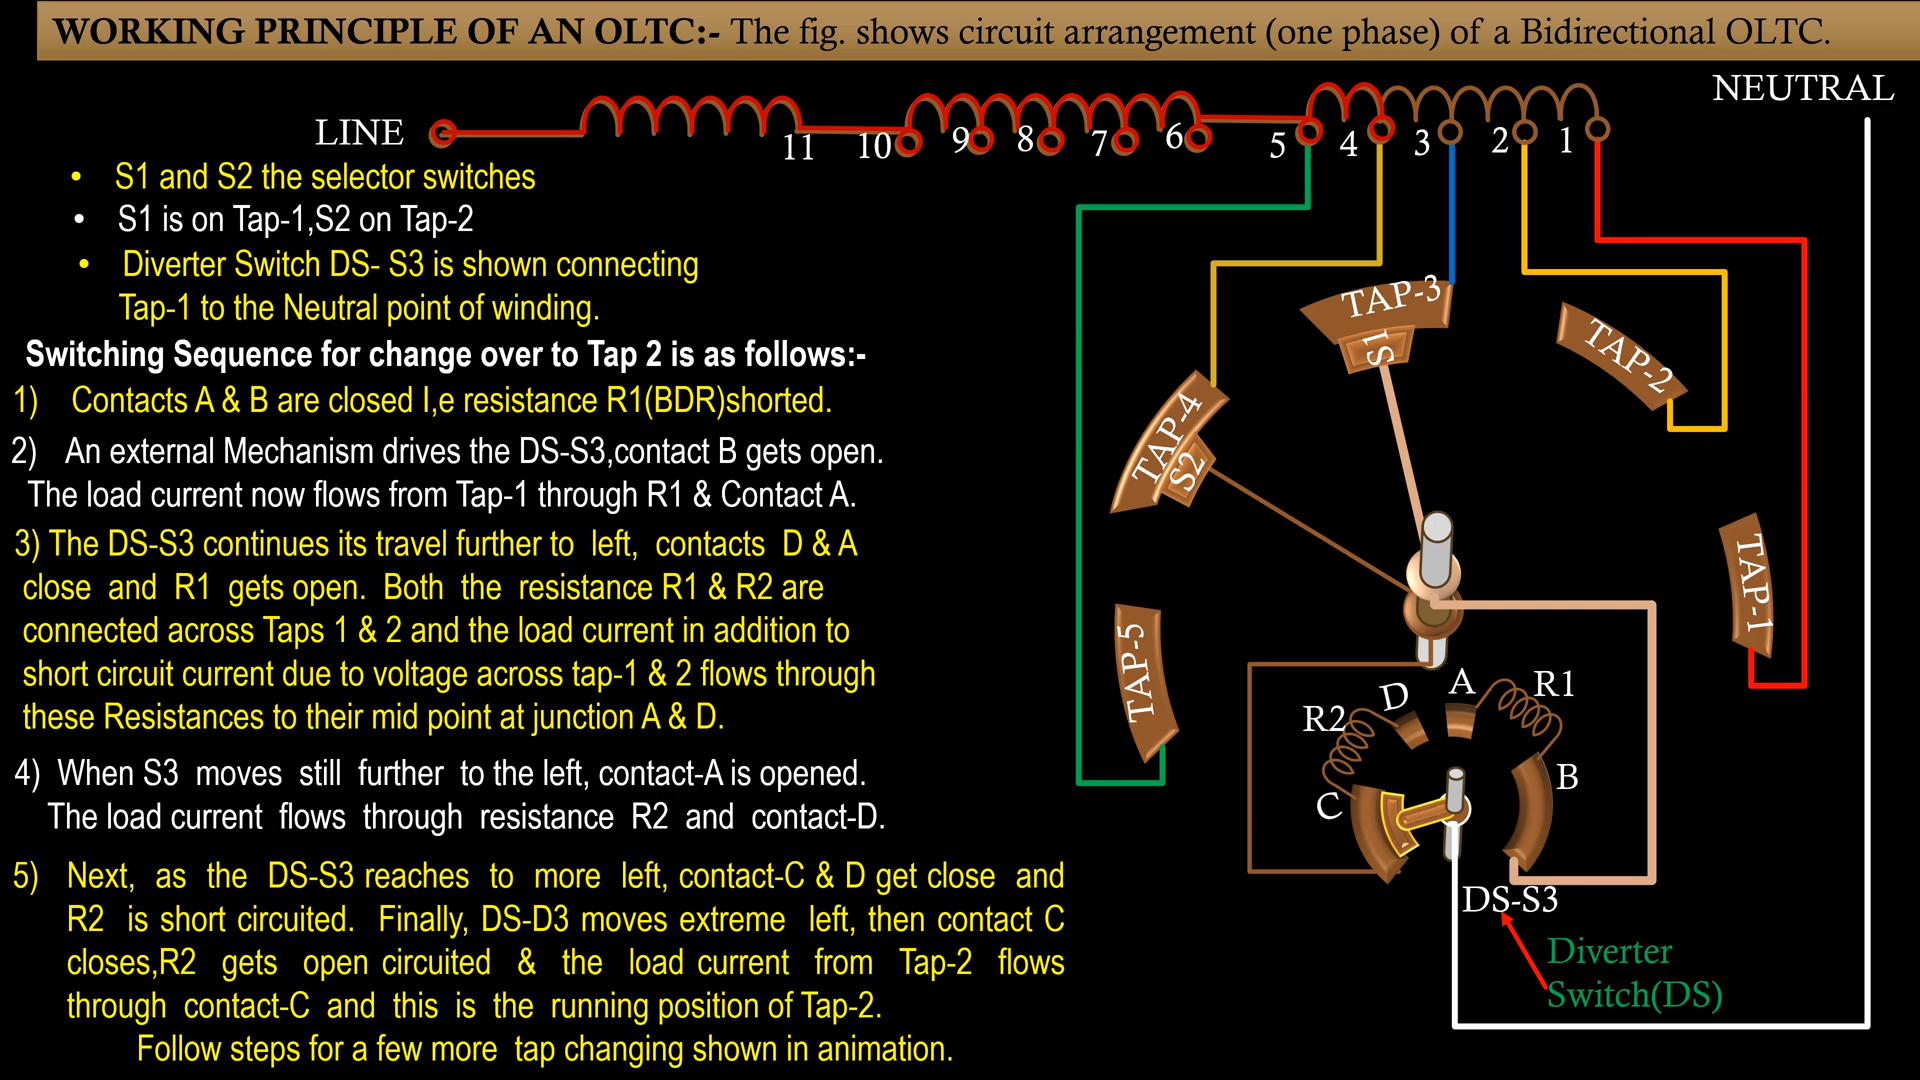 WORKING PRINCIPLE OF AN OLTC:- The fig. shows circuit arrangement (one phase) of a Bidirectional OLTC.
NEUTRAL
LINE
11 10 9 8 7 6 5 4 3 2 1
• S1 and S2 the selector switches
• S1 is on Tap-1,S2 on Tap-2
• Diverter Switch DS- S3 is shown connecting
Tap-1 to the Neutral point of winding.
Switching Sequence for change over to Tap 2 is as follows:-
1) Contacts A & B are closed I,e resistance R1(BDR)shorted.
2) An external Mechanism drives the DS-S3,contact B gets open.
The load current now flows from Tap-1 through R1 & Contact A.
3) The DS-S3 continues its travel further to left, contacts D & A
close and R1 gets open. Both the resistance R1 & R2 are
connected across Taps 1 & 2 and the load current in addition to
short circuit current due to voltage across tap-1 & 2 flows through
these Resistances to their mid point at junction A & D.
4) When S3 moves still further to the left, contact-A is opened.
The load current flows through resistance R2 and contact-D.
5) Next, as the DS-S3 reaches to more left, contact-C & D get close and
R2 is short circuited. Finally, DS-D3 moves extreme left, then contact C
closes,R2 gets open circuited & the load current from Tap-2 flows
through contact-C and this is the running position of Tap-2.
Follow steps for a few more tap changing shown in animation.
TAP-3
S1
TAP-2
TAP-4
S2
TAP-1
TAP-5
D
A
R1
R2
C
B
DS-S3
Diverter
Switch(DS)